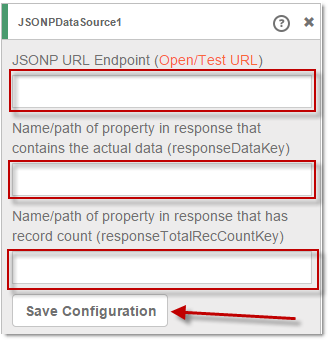 JSONPDataSource1
JSONP URL Endpoint (Open/Test URL)
Name/path of property in response that
contains the actual data (responseDataKey)
Name/path of property in response that has
record count (responseTotalRecCountKey)
Save Configuration